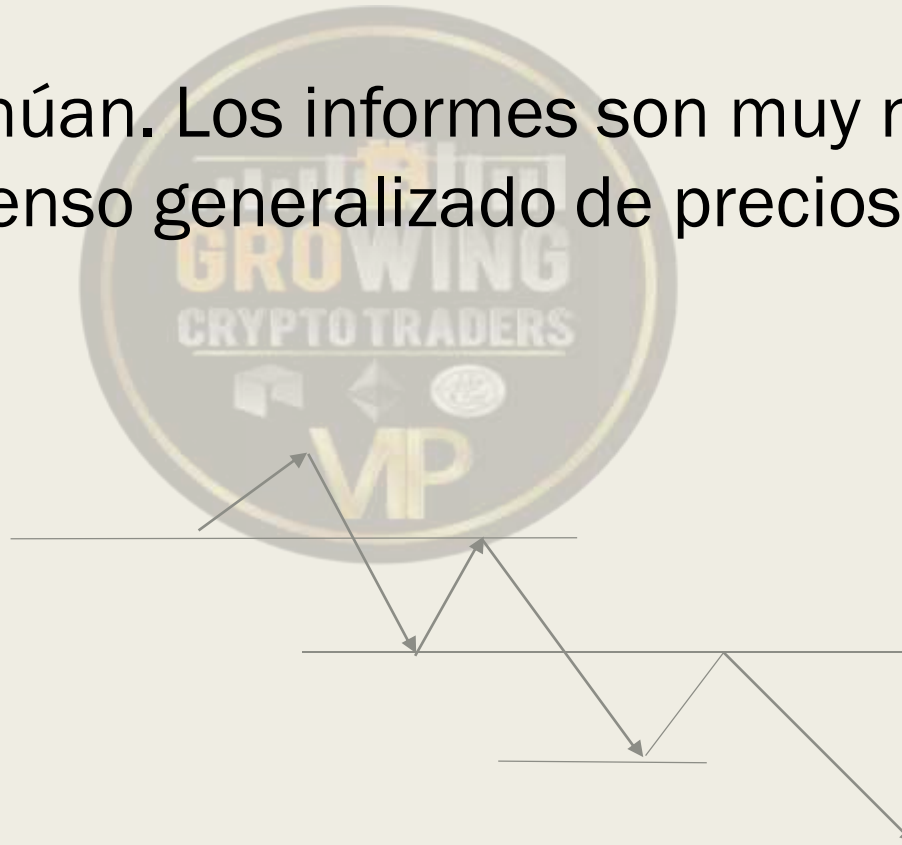 núan. Los informes son muy
enso generalizado de precios
GROWING
CRYPTOTRADERS
VIP